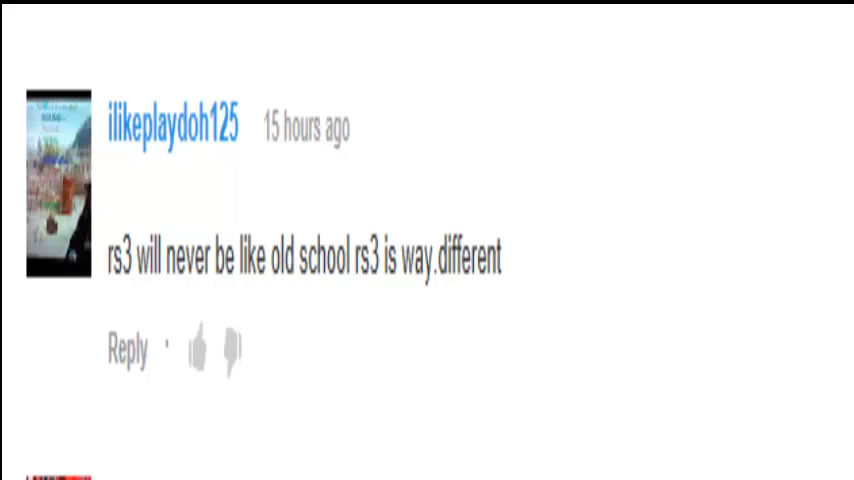 ilikeplaydoh125 15 hours ago
rs3 will never be like old school rs3 is way.different
Reply ·